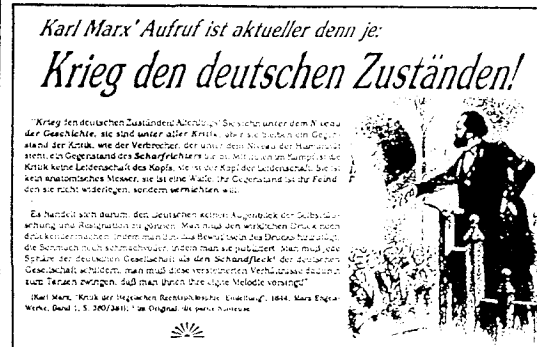 Karl Marx' Aufruf ist aktueller denn je:
Krieg den deutschen Zuständen!
"Krieg den deutschen Zuständen! Allerdings! Sie stehn unter dem Niveau
der Geschichte, sie sind unter aller Kritik, aber sie bleiben ein Gegen-
stand der Kritik, wie der Verbrecher, der unter dem Niveau der Humanität
steht, ein Gegenstand des Scharfrichters bleibt. Mit ihnen im Kampf ist die
Kritik keine Leidenschaft des Kopfs, sie ist der Kopf der Leidenschaft. Sie ist
kein anatomisches Messer, sie ist eine Waffe. Ihr Gegenstand ist ihr Feind,
den sie nicht widerlegen, sondern vernichten will.
Es handelt sich darum, den Deutschen keinen Augenblick der Selbsttäu-
schung und Resignation zu gönnen. Man muß den wirklichen Druck noch
drückender machen, indem man ihm das Bewußtsein des Drucks hinzufügt,
die Schmach noch schmachvoller, indem man sie publiziert. Man muß jede
Sphäre der deutschen Gesellschaft als den Schandfleck* der deutschen
Gesellschaft schildern, man muß diese versteinerten Verhältnisse dadurch
zum Tanzen zwingen, daß man ihnen ihre eigne Melodie vorsingt!"
(Karl Marx, "Kritik der Hegelschen Rechtsphilosophie. Einleitung", 1844, Marx Engels
Werke, Band 1, S. 380/381); * im Original: die partie honteuse